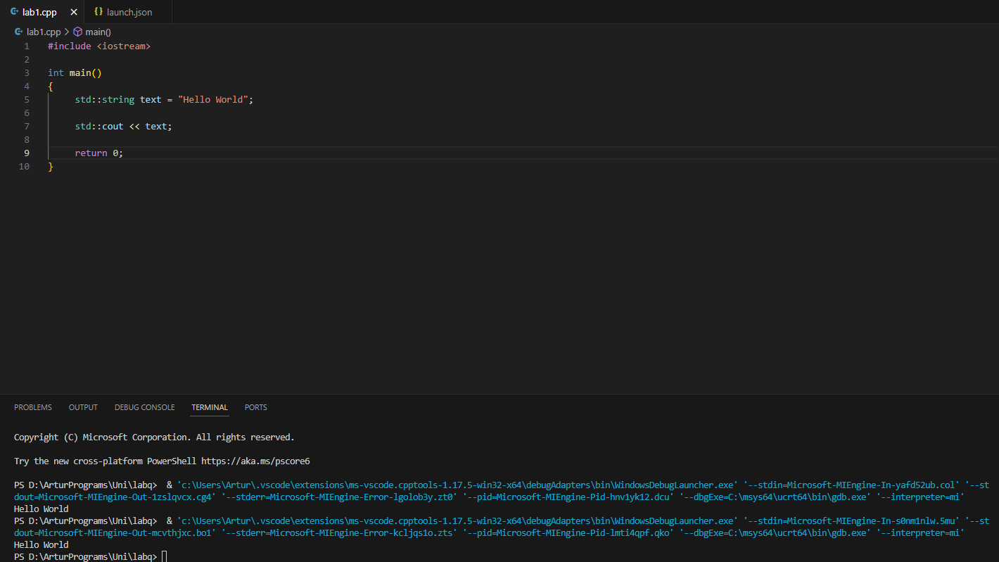 lab1.cpp launch.json
lab1.cpp > main()
1 #include <iostream>
2
3 int main()
4 {
5 std::string text = "Hello World";
6
7 std::cout << text;
8
9 return 0;
10 }
PROBLEMS OUTPUT DEBUG CONSOLE TERMINAL PORTS
Copyright (C) Microsoft Corporation. All rights reserved.
Try the new cross-platform PowerShell https://aka.ms/pscore6
PS D:\ArturPrograms\Uni\labq>  & 'c:\Users\Artur\.vscode\extensions\ms-vscode.cpptools-1.17.5-win32-x64\debugAdapters\bin\WindowsDebugLauncher.exe' '--stdin=Microsoft-MIEngine-In-yafd52ub.col' '--st
dout=Microsoft-MIEngine-Out-1zslqvcx.cg4' '--stderr=Microsoft-MIEngine-Error-lgolob3y.zt0' '--pid=Microsoft-MIEngine-Pid-hnv1yk12.dcu' '--dbgExe=C:\msys64\ucrt64\bin\gdb.exe' '--interpreter=mi'
Hello World
PS D:\ArturPrograms\Uni\labq>  & 'c:\Users\Artur\.vscode\extensions\ms-vscode.cpptools-1.17.5-win32-x64\debugAdapters\bin\WindowsDebugLauncher.exe' '--stdin=Microsoft-MIEngine-In-s0nm1nlw.5mu' '--st
dout=Microsoft-MIEngine-Out-mcvthjxc.bo1' '--stderr=Microsoft-MIEngine-Error-kcljqs1o.zts' '--pid=Microsoft-MIEngine-Pid-lmti4qpf.qko' '--dbgExe=C:\msys64\ucrt64\bin\gdb.exe' '--interpreter=mi'
Hello World
PS D:\ArturPrograms\Uni\labq>